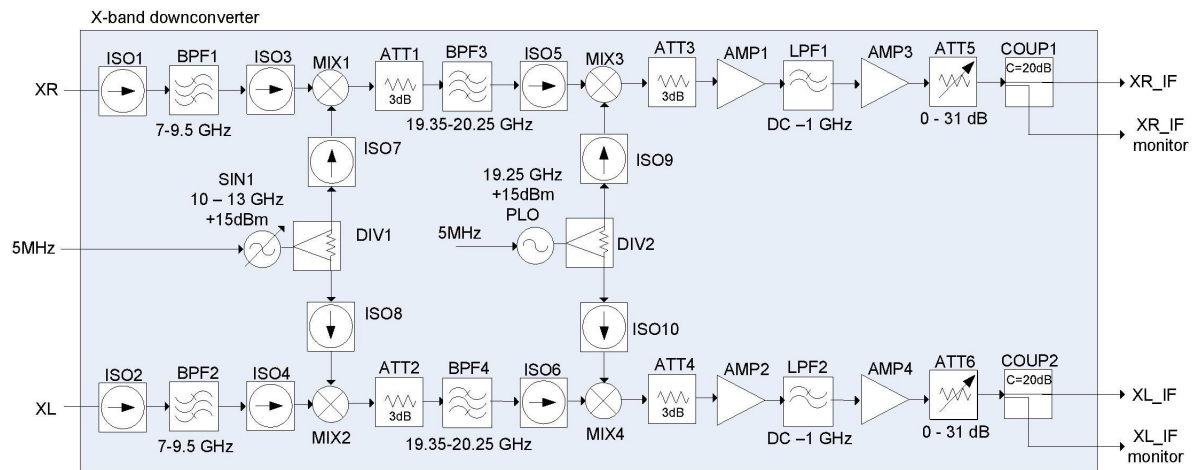 X-band downconverter
ISO1
BPF1
ISO3
MIX1
ATT1
BPF3
ISO5
MIX3
ATT3
AMP1
LPF1
AMP3
ATT5
COUP1
XR
3dB
3dB
C=20dB
XR_IF
7-9.5 GHz
19.35-20.25 GHz
DC –1 GHz
0 - 31 dB
XR_IF
monitor
ISO7
ISO9
SIN1
10 – 13 GHz
+15dBm
19.25 GHz
+15dBm
PLO
5MHz
DIV1
5MHz
DIV2
ISO8
ISO10
ISO2
BPF2
ISO4
MIX2
ATT2
BPF4
ISO6
MIX4
ATT4
AMP2
LPF2
AMP4
ATT6
COUP2
XL
3dB
3dB
C=20dB
XL_IF
7-9.5 GHz
19.35-20.25 GHz
DC –1 GHz
0 - 31 dB
XL_IF
monitor